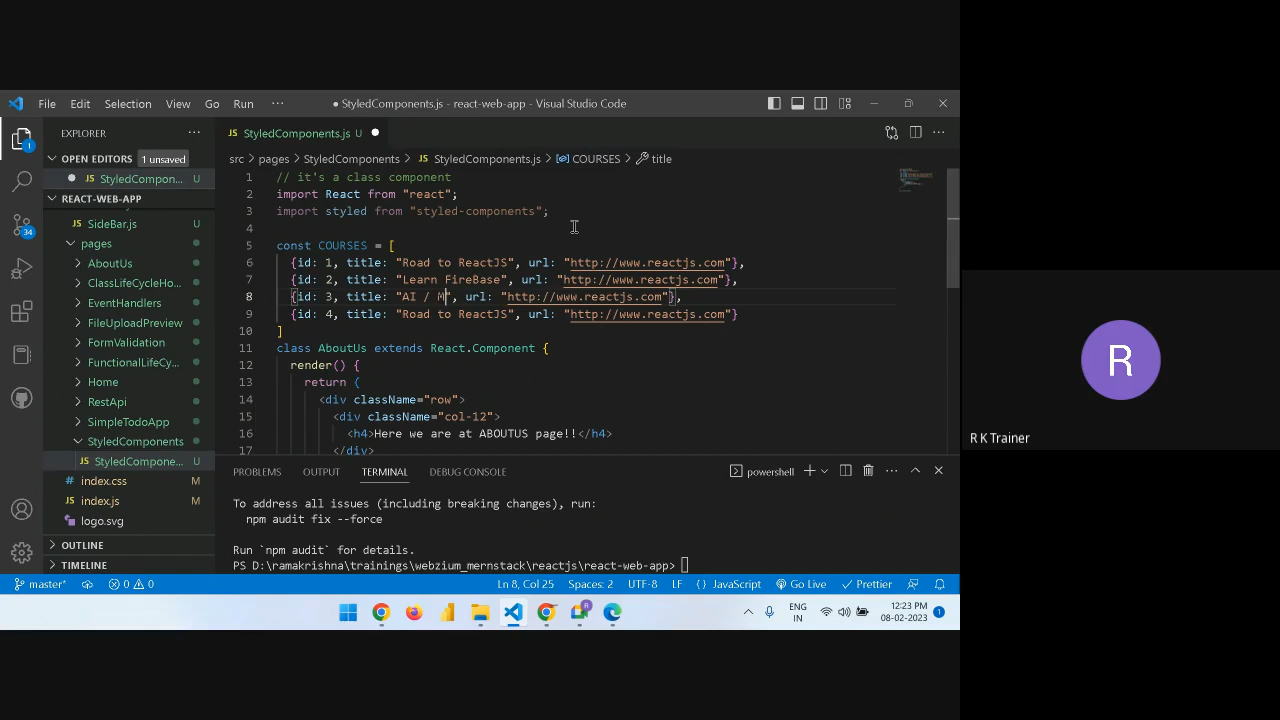 File Edit Selection View Go Run ··· ● StyledComponents.js - react-web-app - Visual Studio Code
EXPLORER ···
JS StyledComponents.js U ●
OPEN EDITORS 1 unsaved
● JS StyledCompon... U
REACT-WEB-APP
SideBar.js U
pages
AboutUs
ClassLifeCycleH...
EventHandlers
FileUploadPreview
FormValidation
FunctionalLifeCy...
Home
RestApi
SimpleTodoApp
StyledComponents
JS StyledCompone... U
index.css M
JS index.js M
logo.svg
OUTLINE
TIMELINE
1
34
src > pages > StyledComponents > JS StyledComponents.js > COURSES > title
1 // it's a class component
2 import React from "react";
3 import styled from "styled-components";
4
5 const COURSES = [
6 {id: 1, title: "Road to ReactJS", url: "http://www.reactjs.com"},
7 {id: 2, title: "Learn FireBase", url: "http://www.reactjs.com"},
8 {id: 3, title: "AI / M", url: "http://www.reactjs.com"},
9 {id: 4, title: "Road to ReactJS", url: "http://www.reactjs.com"}
10 ]
11 class AboutUs extends React.Component {
12 render() {
13 return (
14 <div className="row">
15 <div className="col-12">
16 <h4>Here we are at ABOUTUS page!!</h4>
17 </div>
PROBLEMS OUTPUT TERMINAL DEBUG CONSOLE powershell
To address all issues (including breaking changes), run:
npm audit fix --force
Run `npm audit` for details.
PS D:\ramakrishna\trainings\webzium_mernstack\reactjs\react-web-app>
master* 0 0 Ln 8, Col 25 Spaces: 2 UTF-8 LF {} JavaScript Go Live Prettier
ENG
IN
12:23 PM
08-02-2023
1
R
R K Trainer